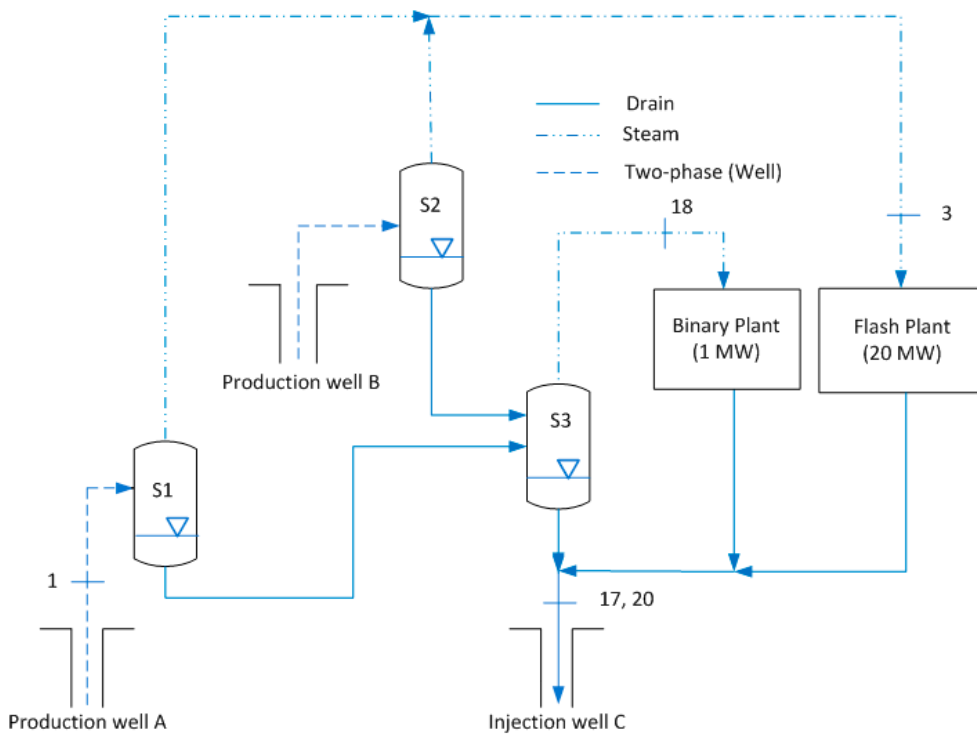 Drain
Steam
Two-phase (Well)
S2
18
3
Binary Plant
(1 MW)
Flash Plant
(20 MW)
Production well B
S3
S1
1
17, 20
Production well A
Injection well C